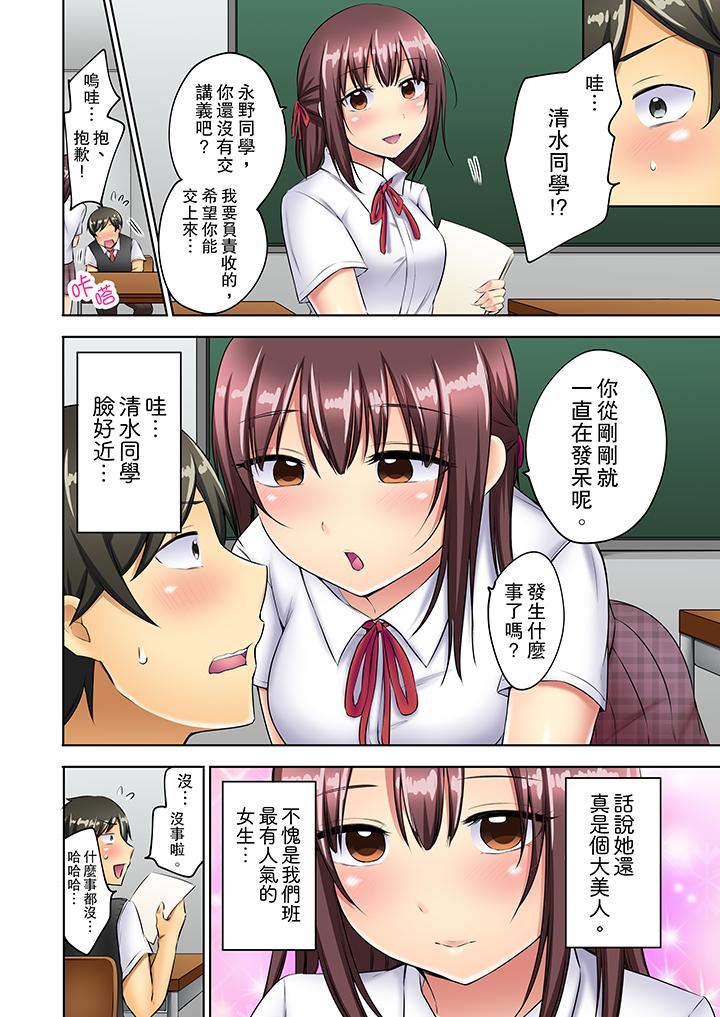 哇…
清水同學!?
永野同學，
你還沒有交
講義吧？
我要負責收的，
希望你能
交上來…
嗚哇…抱、
抱歉！
咔嗒
你從剛剛就
一直在發呆呢。
發生什麼
事了嗎？
哇…
清水同學
臉好近…
話說她還
真是個大美人。
不愧是我們班
最有人氣的
女生…
沒…
沒事啦。
什麼事都沒…
哈哈哈…